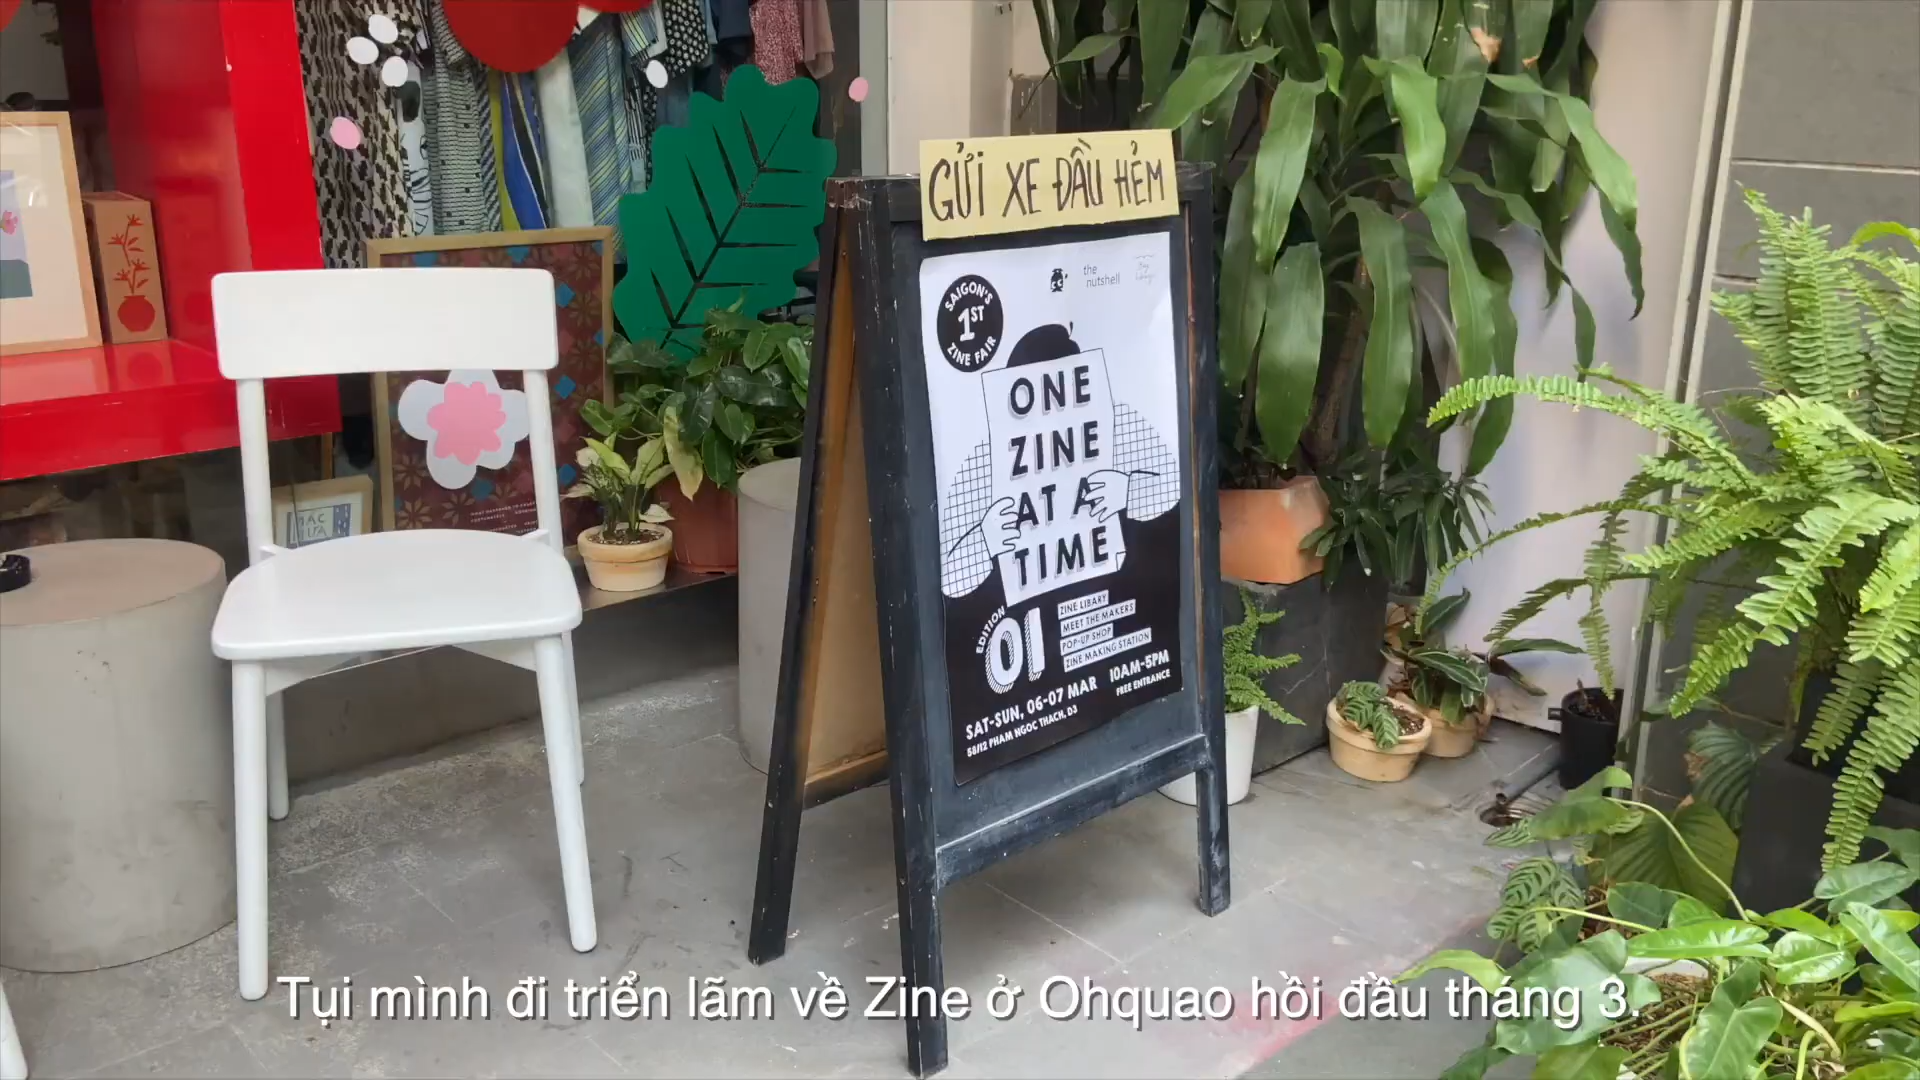 GỬI XE ĐẦU HẺM
SAIGON'S
1ST
ZINE FAIR
the
nutshell
ONE
ZINE
AT A
TIME
EDITION
01
ZINE LIBARY
MEET THE MAKERS
POP-UP SHOP
ZINE MAKING STATION
SAT-SUN, 06-07 MAR
10AM-5PM
FREE ENTRANCE
58/12 PHAM NGOC THACH, D3
Tụi mình đi triển lãm về Zine ở Ohquao hồi đầu tháng 3.